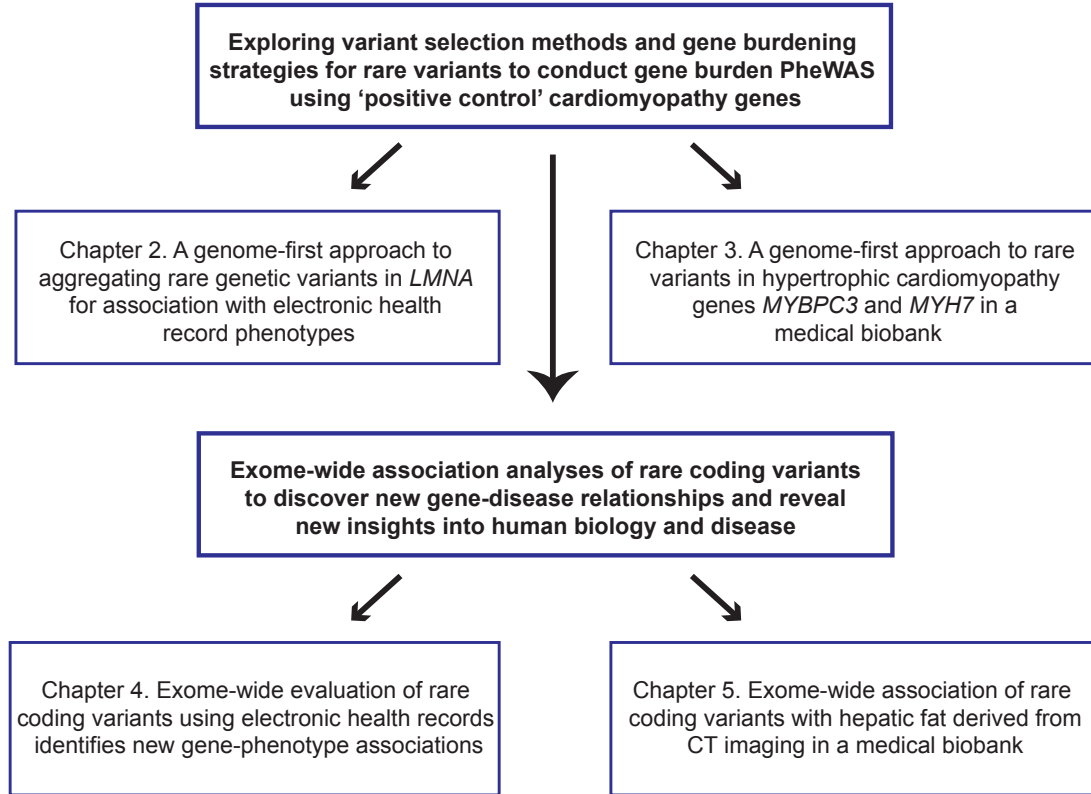 Exploring variant selection methods and gene burdening
strategies for rare variants to conduct gene burden PheWAS
using ‘positive control’ cardiomyopathy genes
Chapter 2. A genome-first approach to
aggregating rare genetic variants in LMNA
for association with electronic health
record phenotypes
Chapter 3. A genome-first approach to rare
variants in hypertrophic cardiomyopathy
genes MYBPC3 and MYH7 in a
medical biobank
Exome-wide association analyses of rare coding variants
to discover new gene-disease relationships and reveal
new insights into human biology and disease
Chapter 4. Exome-wide evaluation of rare
coding variants using electronic health records
identifies new gene-phenotype associations
Chapter 5. Exome-wide association of rare
coding variants with hepatic fat derived from
CT imaging in a medical biobank